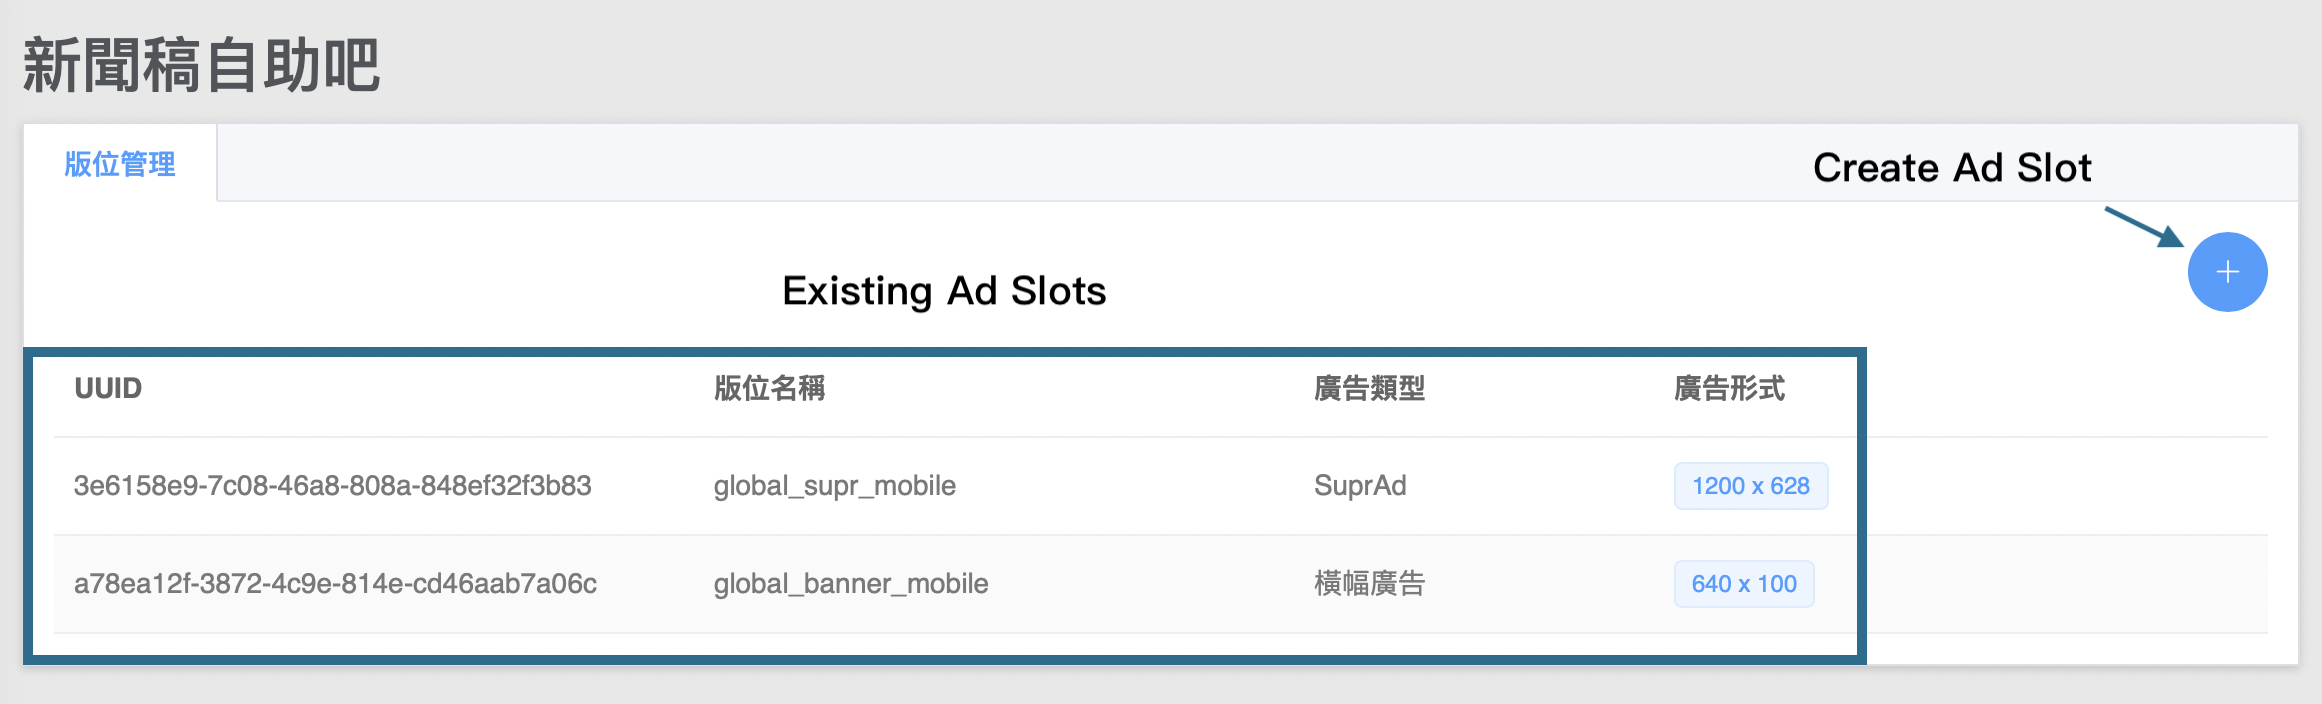 新聞稿自助吧
版位管理
Create Ad Slot
Existing Ad Slots
UUID 版位名稱 廣告類型 廣告形式
3e6158e9-7c08-46a8-808a-848ef32f3b83 global_supr_mobile SuprAd 1200 x 628
a78ea12f-3872-4c9e-814e-cd46aab7a06c global_banner_mobile 橫幅廣告 640 x 100